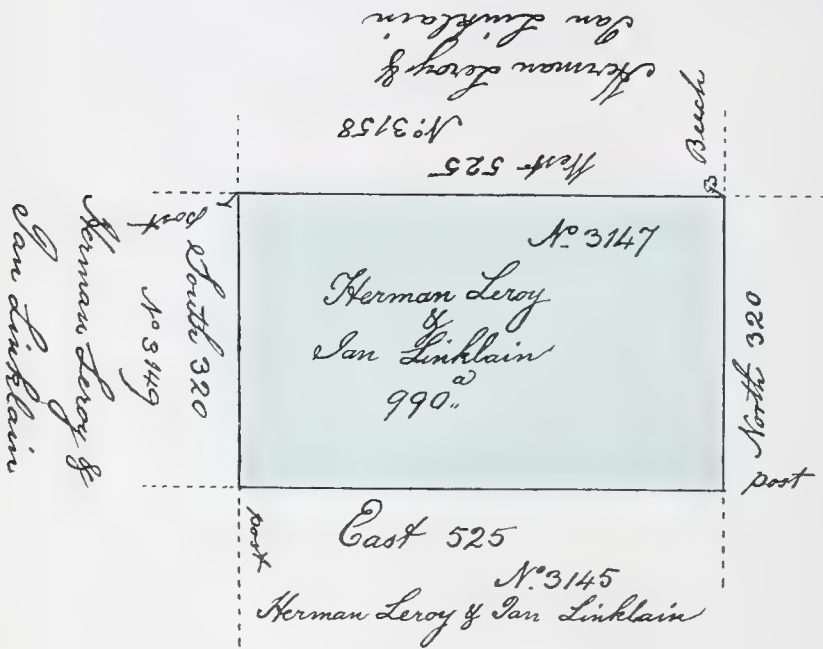 Herman Leroy &
Jan Linklain
No. 3158
West 525
Beech
B
post
South 320
No 3149
Herman Leroy &
Jan Linklain
No. 3147
Herman Leroy
&
Jan Linklain
990.. a
North 320
post
post
East 525
No. 3145
Herman Leroy & Jan Linklain